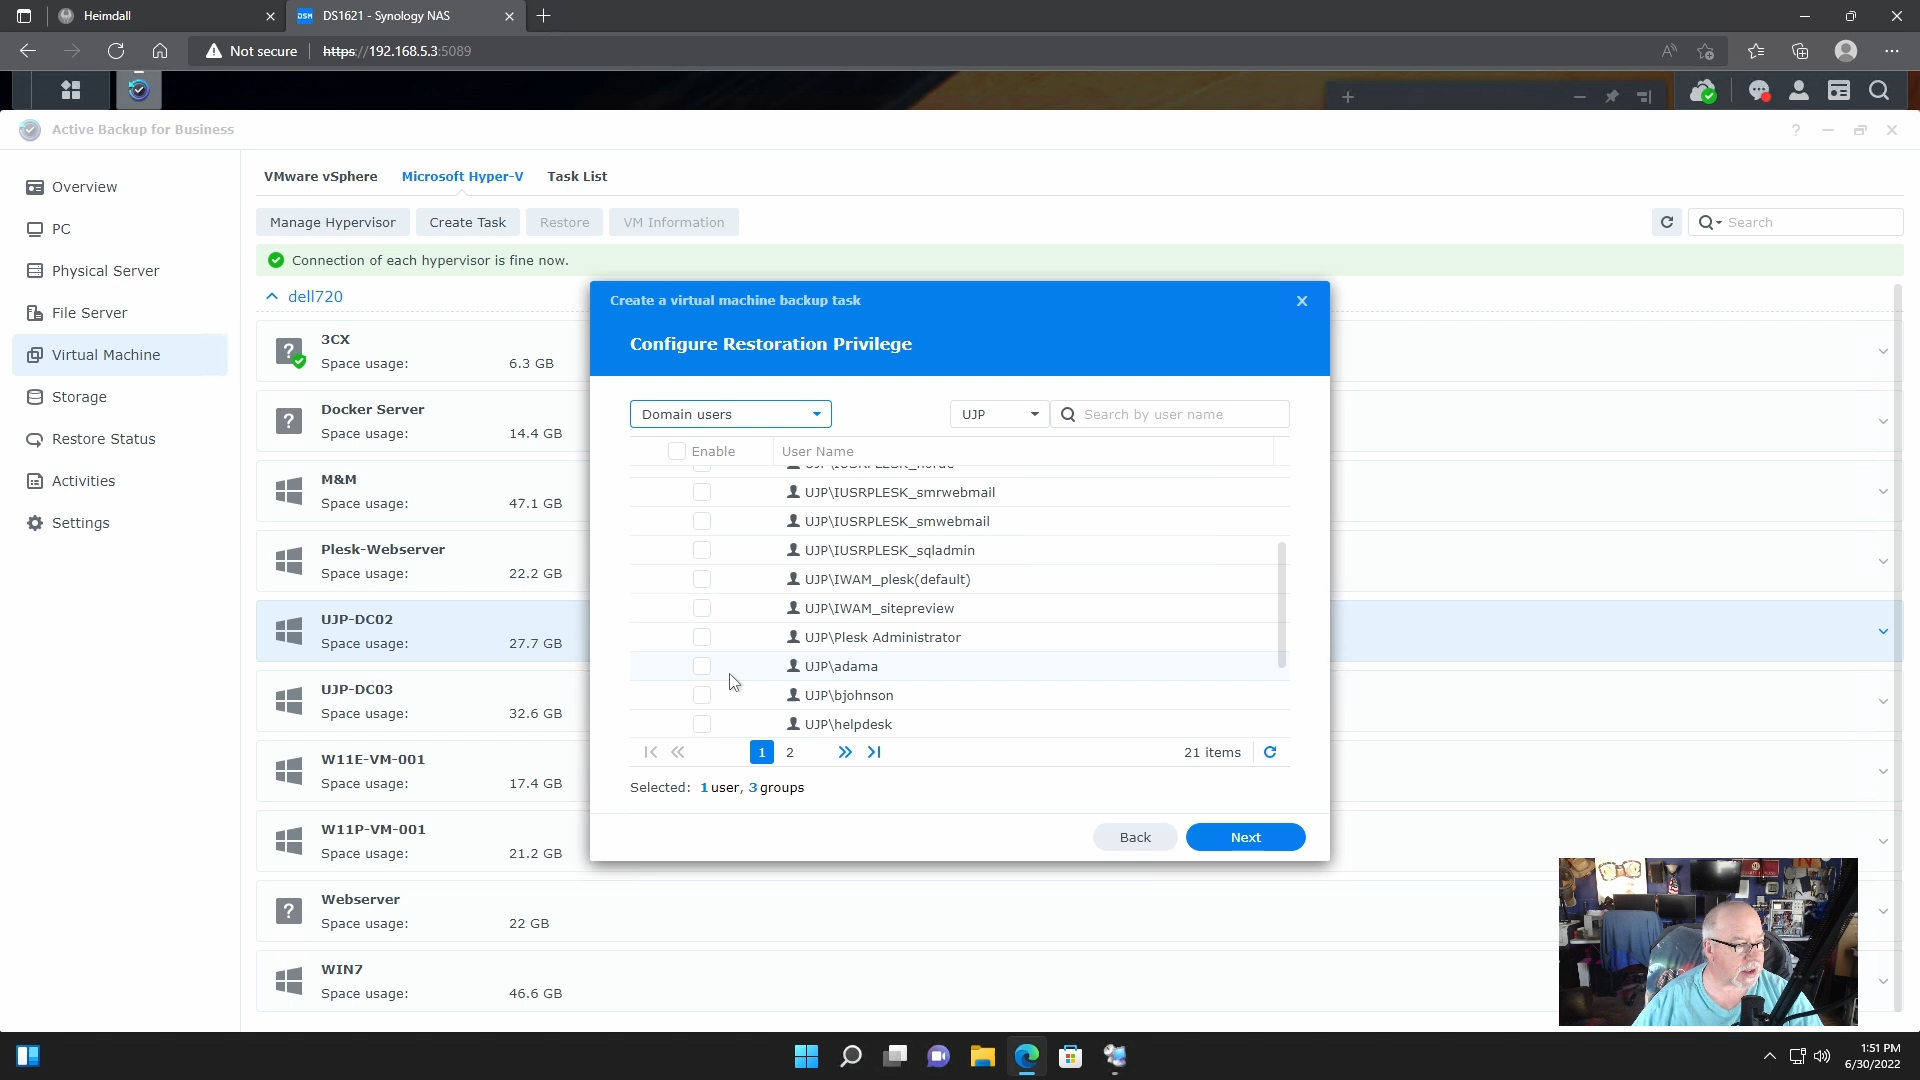 Heimdall
DSM DS1621 - Synology NAS
Not secure https://192.168.5.3:5089
Active Backup for Business
Overview
PC
Physical Server
File Server
Virtual Machine
Storage
Restore Status
Activities
Settings
VMware vSphere Microsoft Hyper-V Task List
Manage Hypervisor Create Task Restore VM Information Search
Connection of each hypervisor is fine now.
dell720
3CX
Space usage: 6.3 GB
Docker Server
Space usage: 14.4 GB
M&M
Space usage: 47.1 GB
Plesk-Webserver
Space usage: 22.2 GB
UJP-DC02
Space usage: 27.7 GB
UJP-DC03
Space usage: 32.6 GB
W11E-VM-001
Space usage: 17.4 GB
W11P-VM-001
Space usage: 21.2 GB
Webserver
Space usage: 22 GB
WIN7
Space usage: 46.6 GB
Create a virtual machine backup task
Configure Restoration Privilege
Domain users UJP Search by user name
Enable User Name
UJP\IUSRPLESK_smrwebmail
UJP\IUSRPLESK_smwebmail
UJP\IUSRPLESK_sqladmin
UJP\IWAM_plesk(default)
UJP\IWAM_sitepreview
UJP\Plesk Administrator
UJP\adama
UJP\bjohnson
UJP\helpdesk
1 2 21 items
Selected: 1 user, 3 groups
Back Next
1:51 PM
6/30/2022